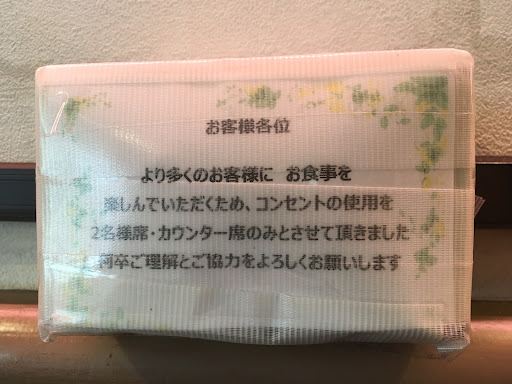 お客様各位
より多くのお客様に　お食事を
楽しんでいただくため、コンセントの使用を
2名様席・カウンター席のみとさせて頂きました
何卒ご理解とご協力をよろしくお願いします